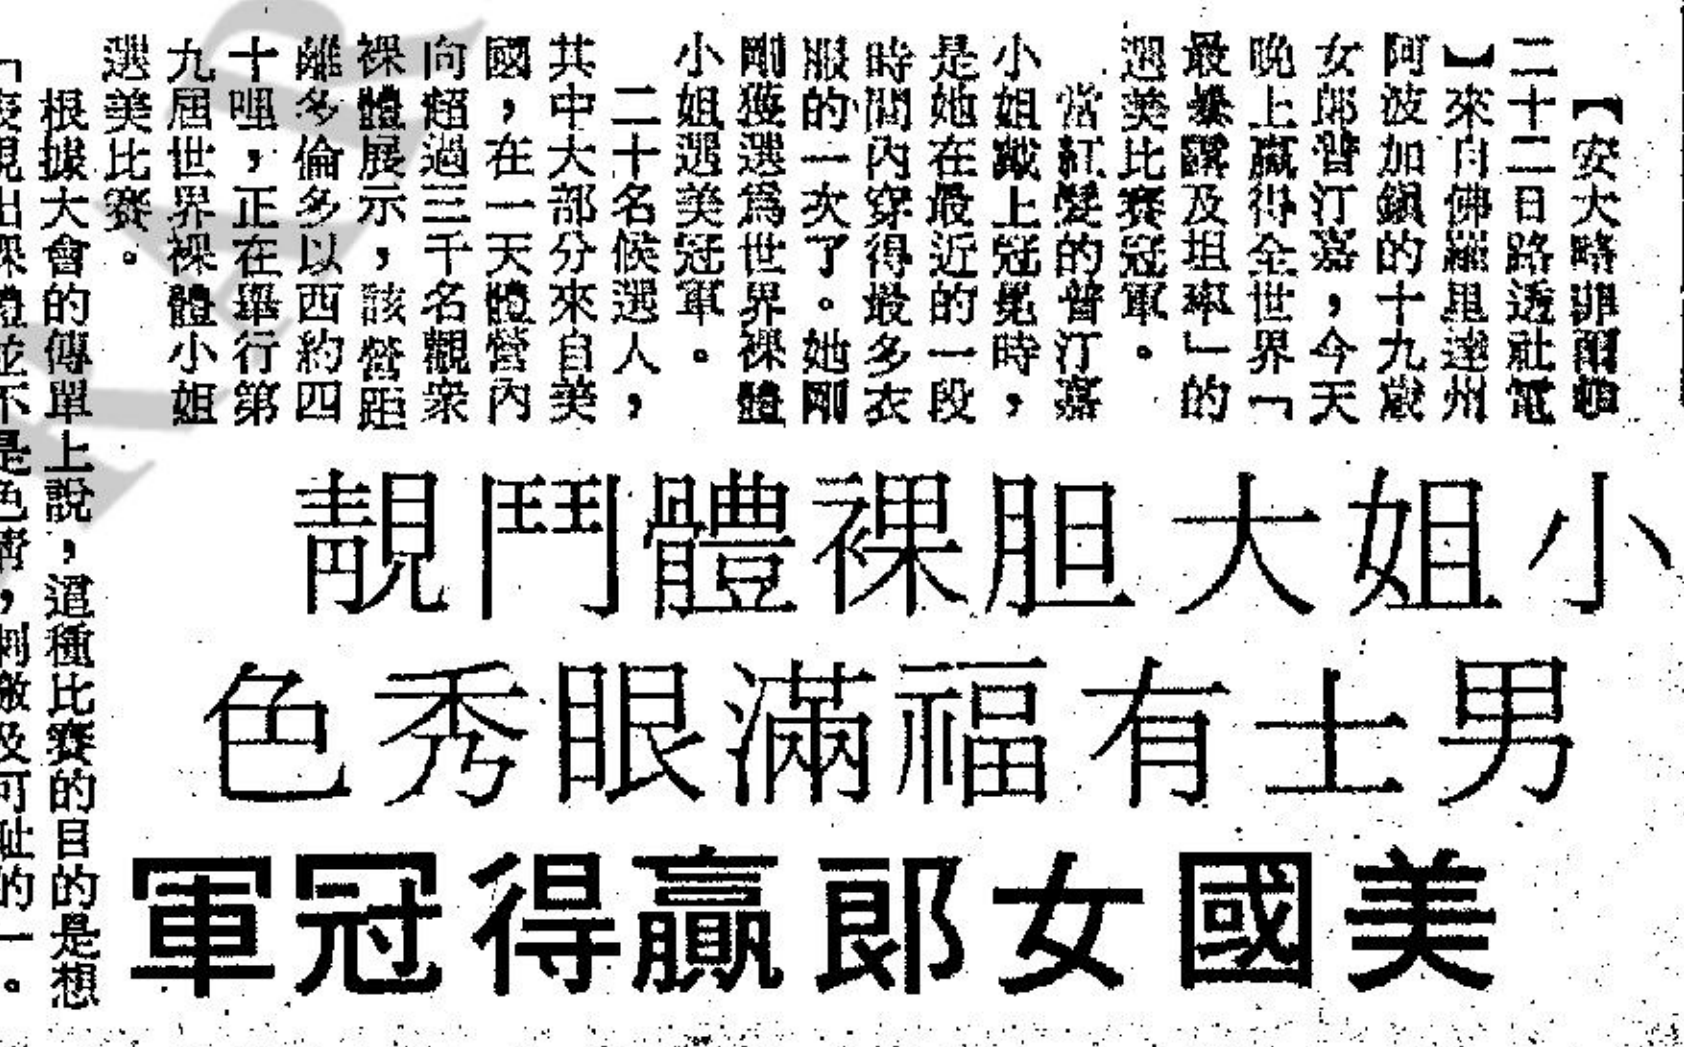 小姐大胆裸體鬥靚
男士有福滿眼秀色
美國女郎贏得冠軍
【安大略菲爾頓
二十二日路透社電
】來自佛羅里達州
阿波加鎮的十九歲
女郎普汀嘉，今天
晚上贏得全世界「
最暴露及坦率」的
選美比賽冠軍。
當紅髮的普汀嘉
小姐戴上冠冕時，
是她在最近的一段
時間內穿得最多衣
服的一次了。她剛
剛獲選為世界裸體
小姐選美冠軍。
二十名候選人，
其中大部分來自美
國，在一天體營內
向超過三千名觀衆
裸體展示，該營距
離多倫多以西約四
十哩，正在舉行第
九屆世界裸體小姐
選美比賽。
根據大會的傳單上說，這種比賽的目的是想
「表現出裸體並不是色情，刺激及可耻的一。